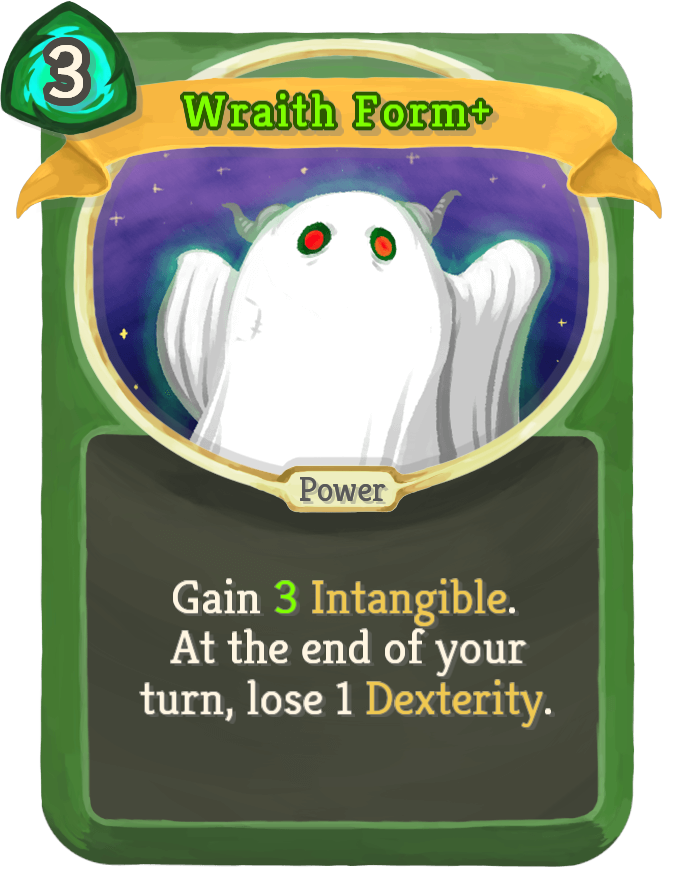 3
Wraith Form+
Power
Gain 3 Intangible.
At the end of your
turn, lose 1 Dexterity.